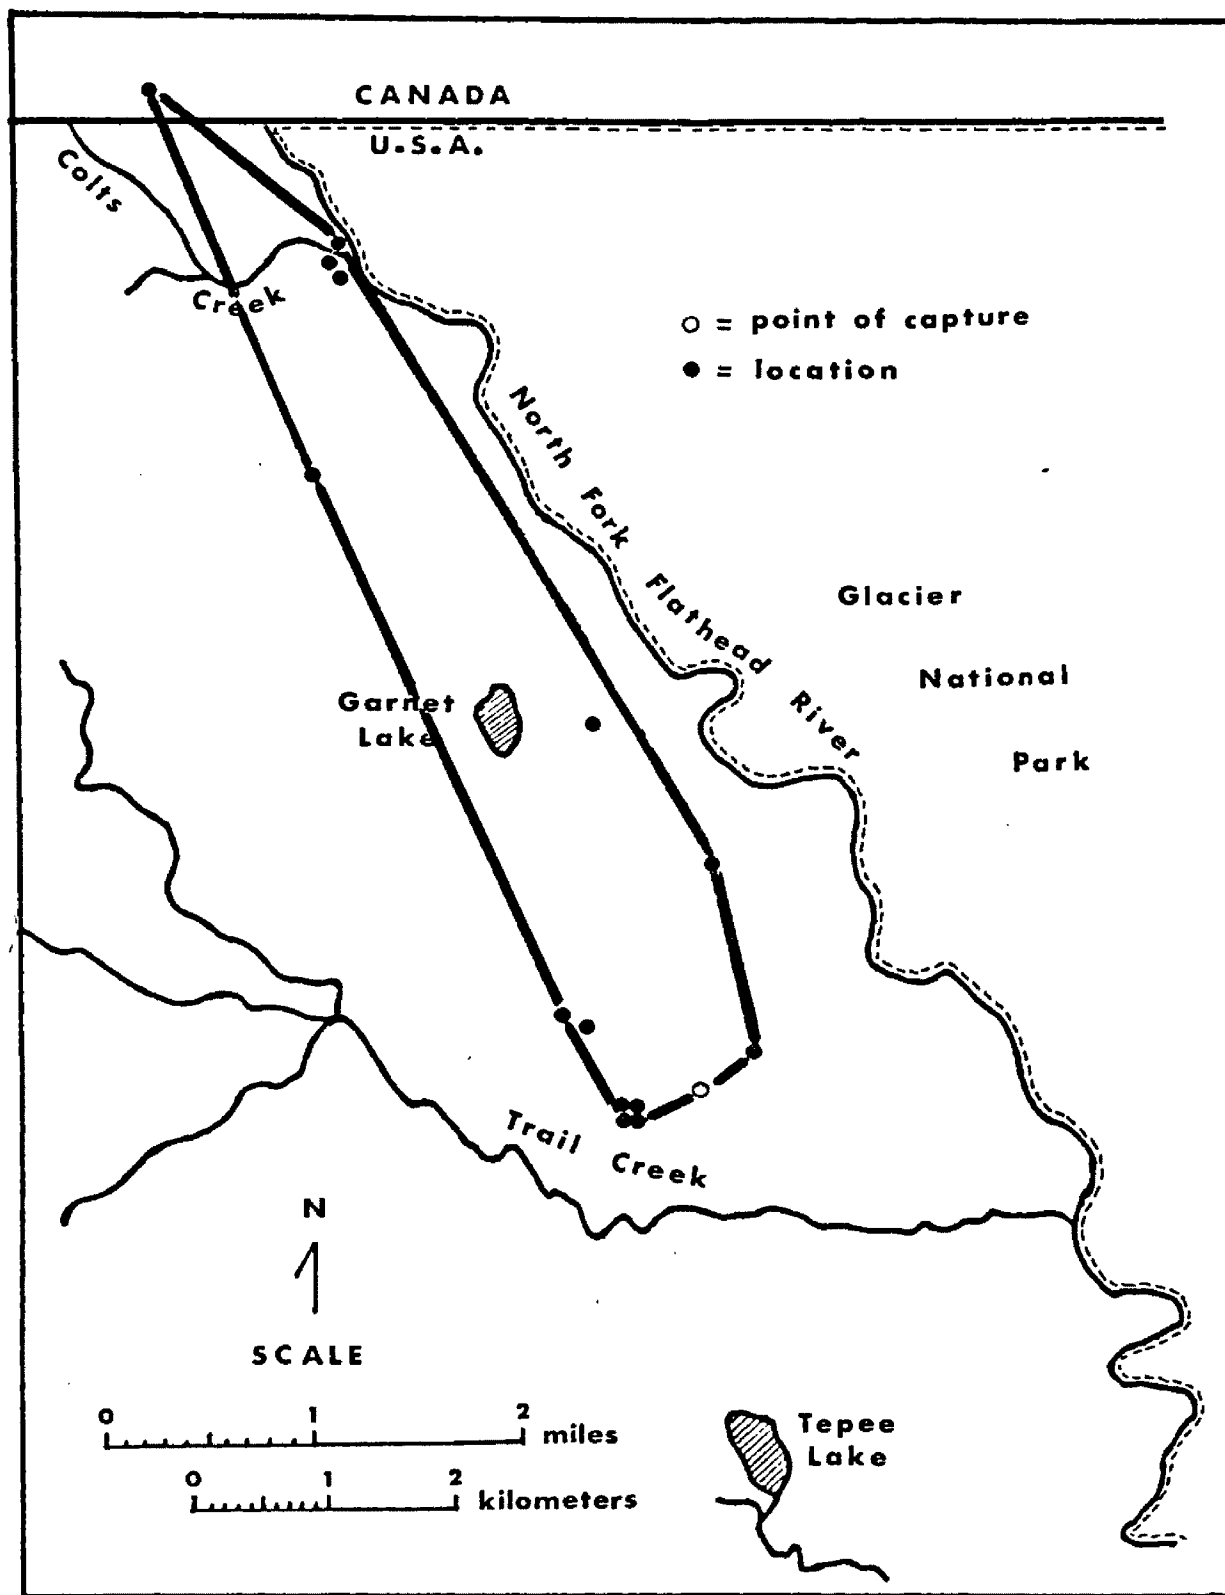 CANADA
U.S.A.
Colts
Creek
○ = point of capture
● = location
North Fork Flathead River
Glacier
National
Park
Garnet
Lake
Trail Creek
N
SCALE
0 1 2 miles
0 1 2 kilometers
Tepee
Lake